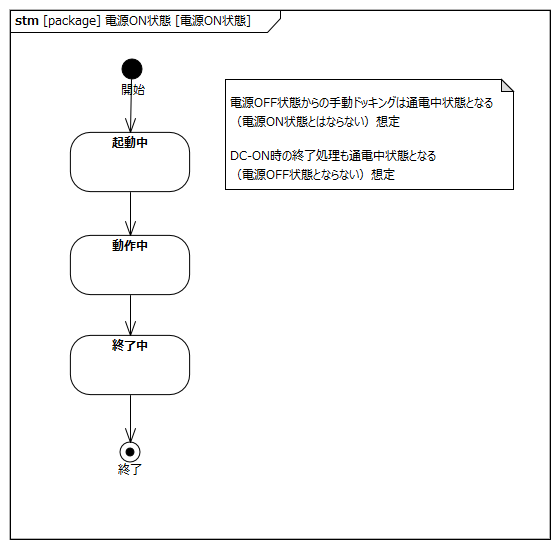 stm [package] 電源ON状態 [電源ON状態]
開始
電源OFF状態からの手動ドッキングは通電中状態となる
（電源ON状態とはならない）想定
DC-ON時の終了処理も通電中状態となる
（電源OFF状態とならない）想定
起動中
動作中
終了中
終了